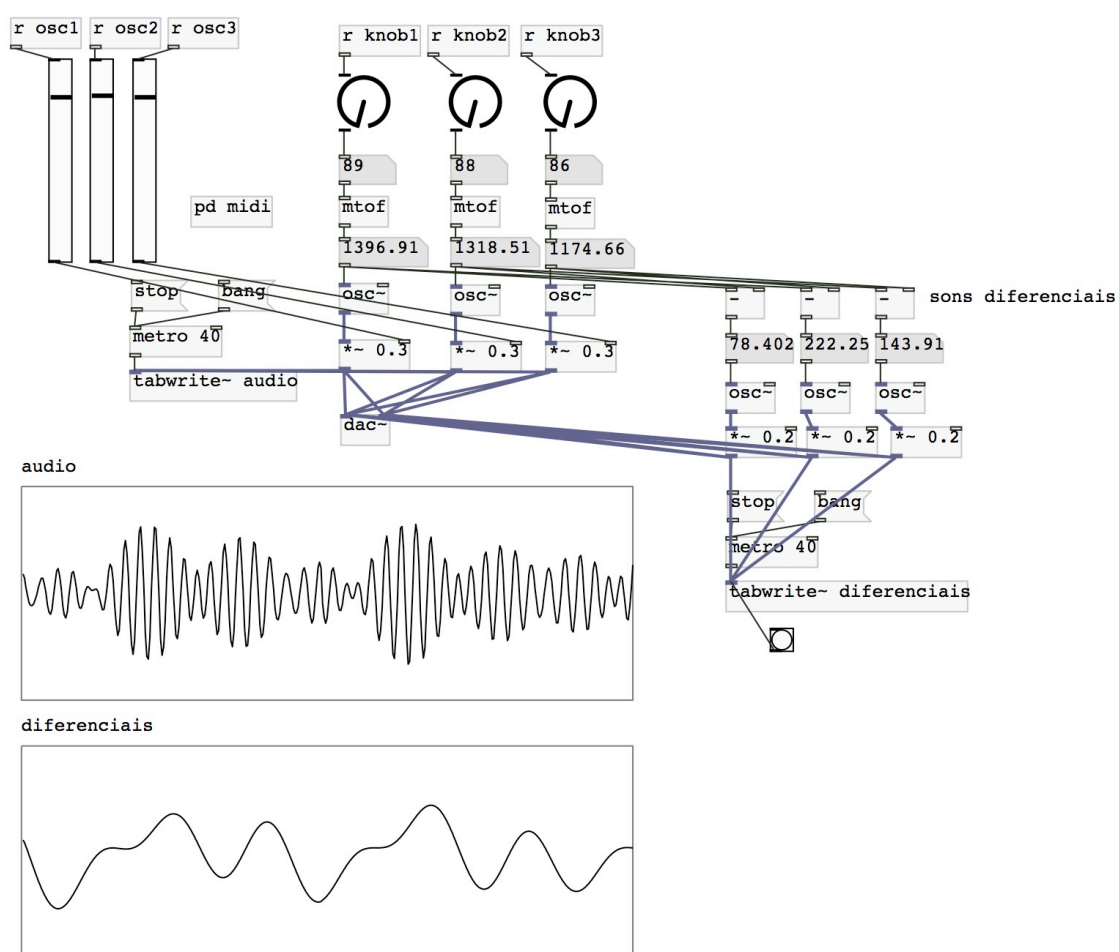 r osc1
r osc2
r osc3
r knob1
r knob2
r knob3
89
88
86
pd midi
mtof
mtof
mtof
1396.91
1318.51
1174.66
stop
bang
osc~
osc~
osc~
-
-
-
sons diferenciais
metro 40
*~ 0.3
*~ 0.3
*~ 0.3
78.402
222.25
143.91
tabwrite~ audio
osc~
osc~
osc~
dac~
*~ 0.2
*~ 0.2
*~ 0.2
audio
stop
bang
metro 40
tabwrite~ diferenciais
diferenciais